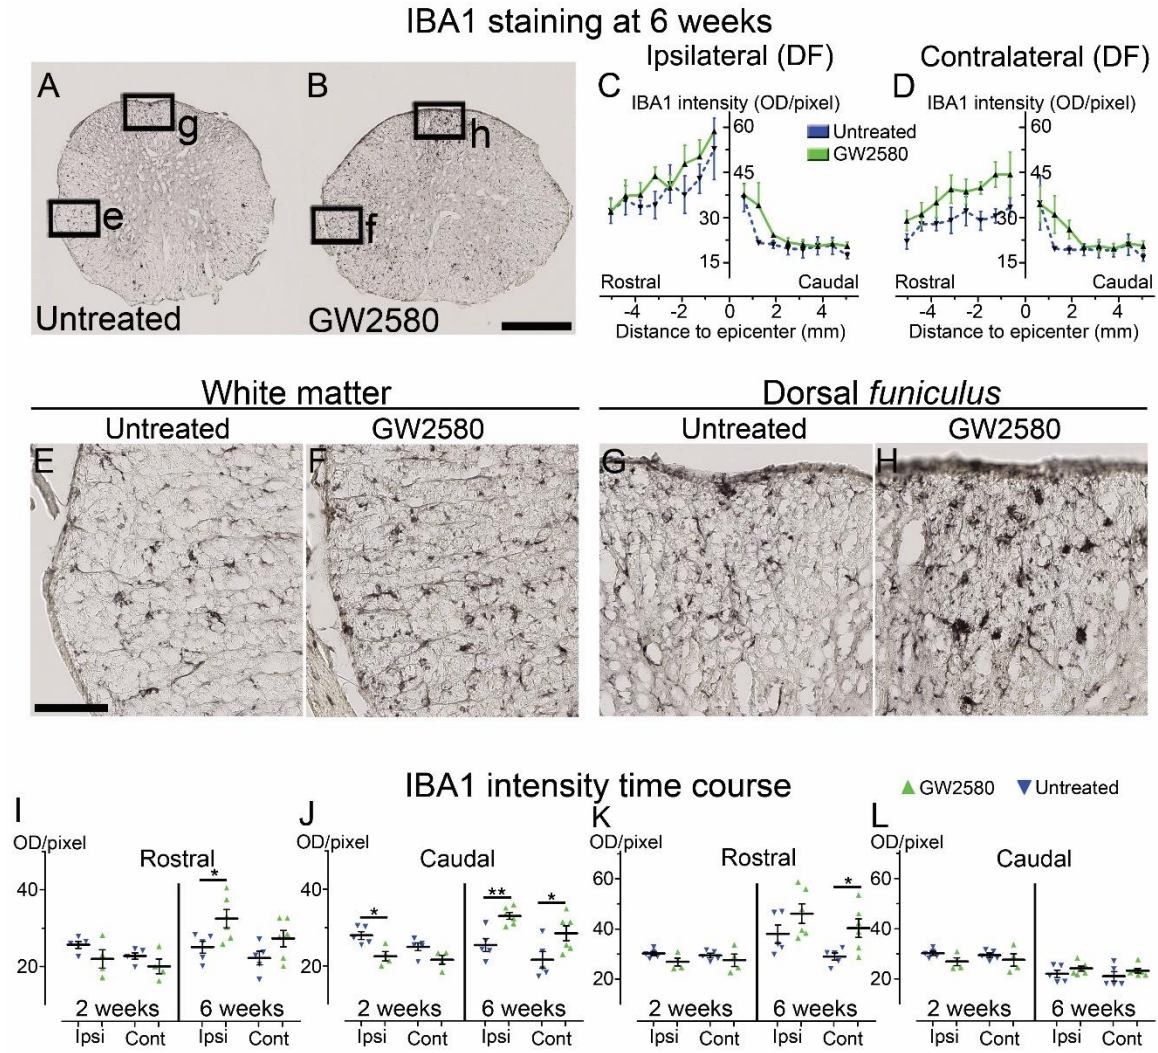 IBA1 staining at 6 weeks
Ipsilateral (DF)
Contralateral (DF)
A
B
g
h
e
f
Untreated
GW2580
C
IBA1 intensity (OD/pixel)
60
45
30
15
Untreated
GW2580
Rostral
Caudal
-4 -2 0 2 4
Distance to epicenter (mm)
D
IBA1 intensity (OD/pixel)
60
45
30
15
Rostral
Caudal
-4 -2 0 2 4
Distance to epicenter (mm)
White matter
Untreated
GW2580
E
F
Dorsal funiculus
Untreated
GW2580
G
H
IBA1 intensity time course
GW2580
Untreated
I
OD/pixel
Rostral
40
20
*
2 weeks
6 weeks
Ipsi Cont Ipsi Cont
J
OD/pixel
Caudal
40
20
*
**
*
2 weeks
6 weeks
Ipsi Cont Ipsi Cont
K
OD/pixel
Rostral
60
40
20
*
2 weeks
6 weeks
Ipsi Cont Ipsi Cont
L
OD/pixel
Caudal
60
40
20
2 weeks
6 weeks
Ipsi Cont Ipsi Cont